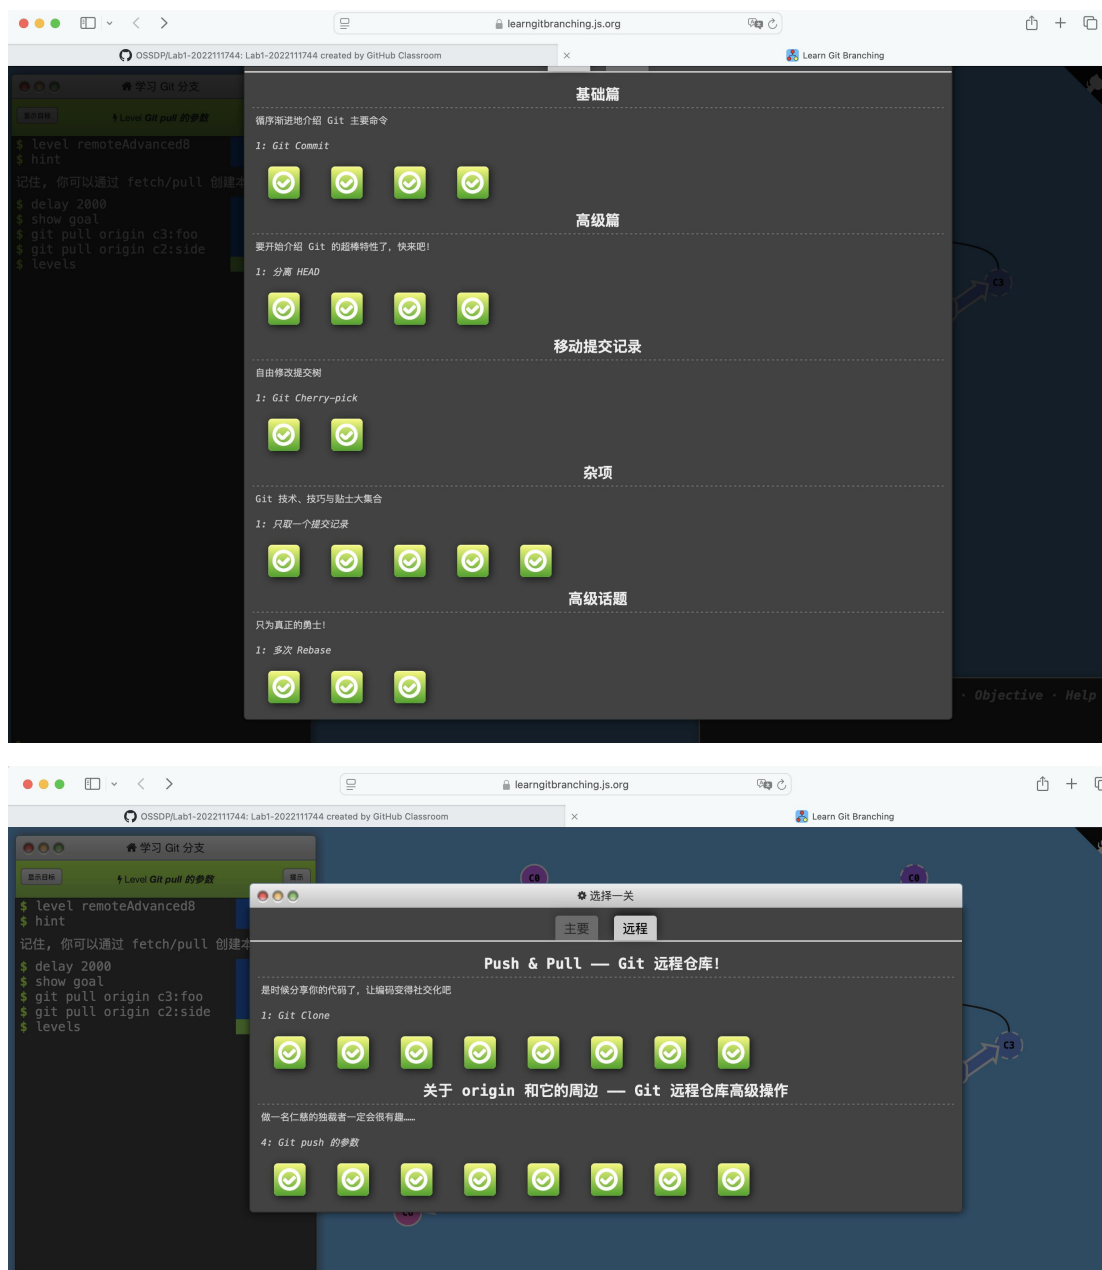 learngitbranching.js.org
OSSDP/Lab1-2022111744: Lab1-2022111744 created by GitHub Classroom
Learn Git Branching
学习 Git 分支
显示目标
Level Git pull 的参数
$ level remoteAdvanced8
$ hint
记住, 你可以通过 fetch/pull 创建本
$ delay 2000
$ show goal
$ git pull origin c3:foo
$ git pull origin c2:side
$ levels
基础篇
循序渐进地介绍 Git 主要命令
1: Git Commit
高级篇
要开始介绍 Git 的超棒特性了, 快来吧!
1: 分离 HEAD
移动提交记录
自由修改提交树
1: Git Cherry-pick
杂项
Git 技术、技巧与贴士大集合
1: 只取一个提交记录
高级话题
只为真正的勇士!
1: 多次 Rebase
C3
· Objective · Help
learngitbranching.js.org
OSSDP/Lab1-2022111744: Lab1-2022111744 created by GitHub Classroom
Learn Git Branching
学习 Git 分支
显示目标
Level Git pull 的参数
提示
$ level remoteAdvanced8
$ hint
记住, 你可以通过 fetch/pull 创建本
$ delay 2000
$ show goal
$ git pull origin c3:foo
$ git pull origin c2:side
$ levels
C0
C0
选择一关
主要
远程
Push & Pull —— Git 远程仓库!
是时候分享你的代码了, 让编码变得社交化吧
1: Git Clone
关于 origin 和它的周边 —— Git 远程仓库高级操作
做一名仁慈的独裁者一定会很有趣……
4: Git push 的参数
C3